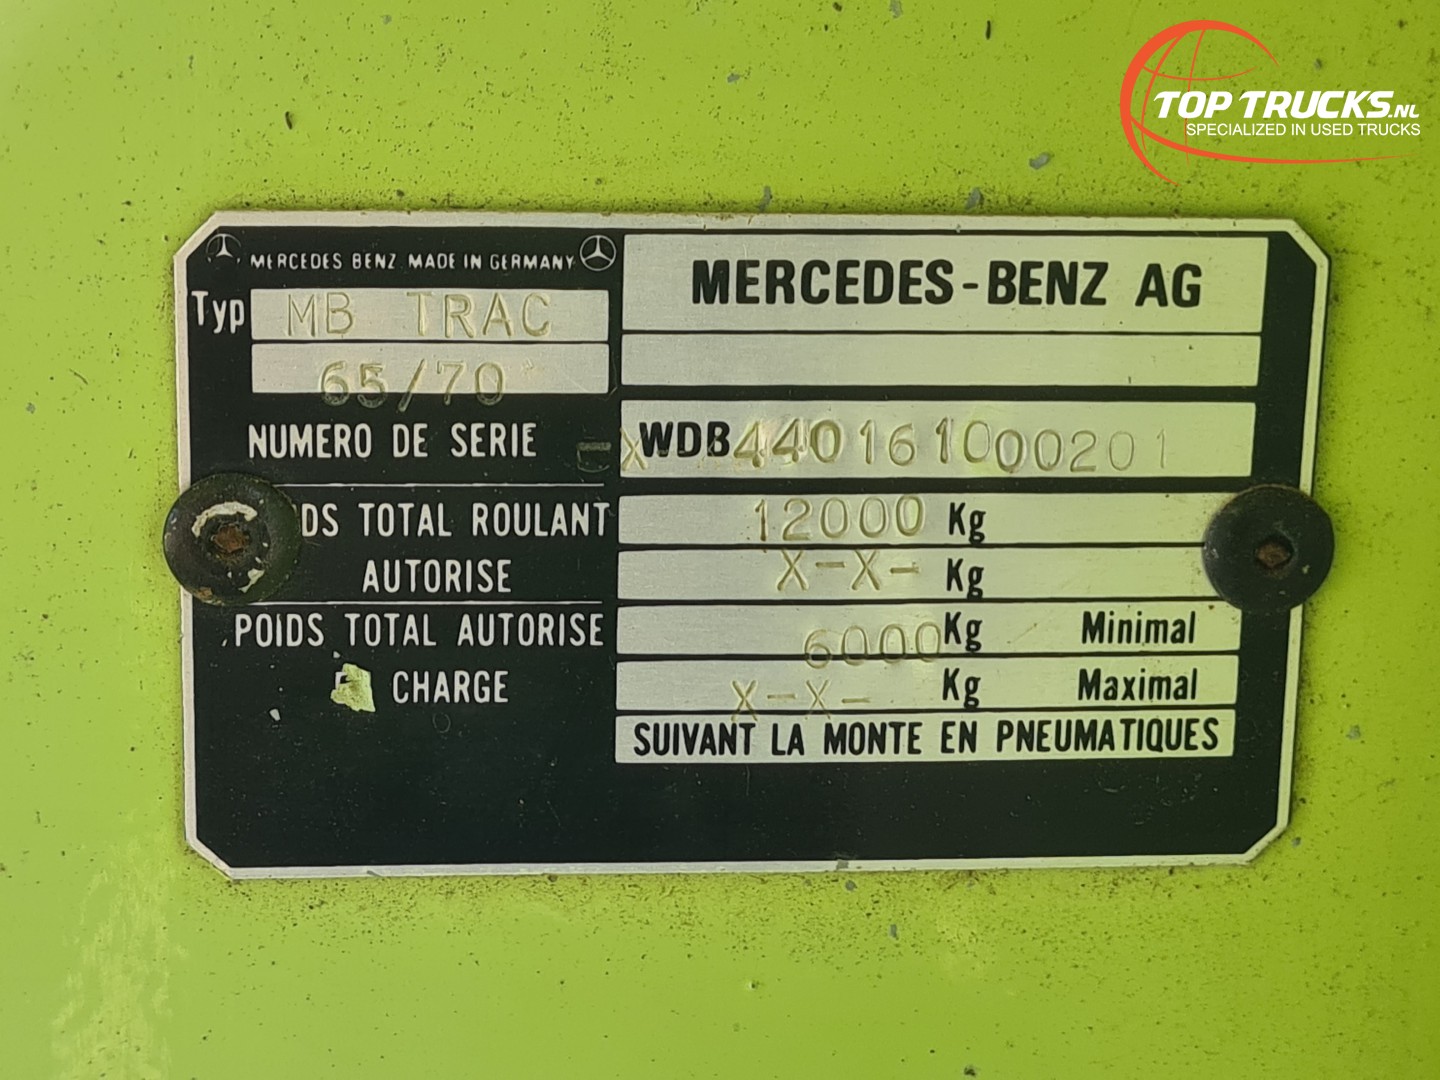 TOP TRUCKS.NL
SPECIALIZED IN USED TRUCKS
MERCEDES BENZ MADE IN GERMANY
MERCEDES-BENZ AG
Typ MB TRAC
65/70
NUMERO DE SERIE -X- WDB44016110000201
DS TOTAL ROULANT 12000 Kg
AUTORISE X-X- Kg
POIDS TOTAL AUTORISE 6000 Kg Minimal
CHARGE X-X- Kg Maximal
SUIVANT LA MONTE EN PNEUMATIQUES